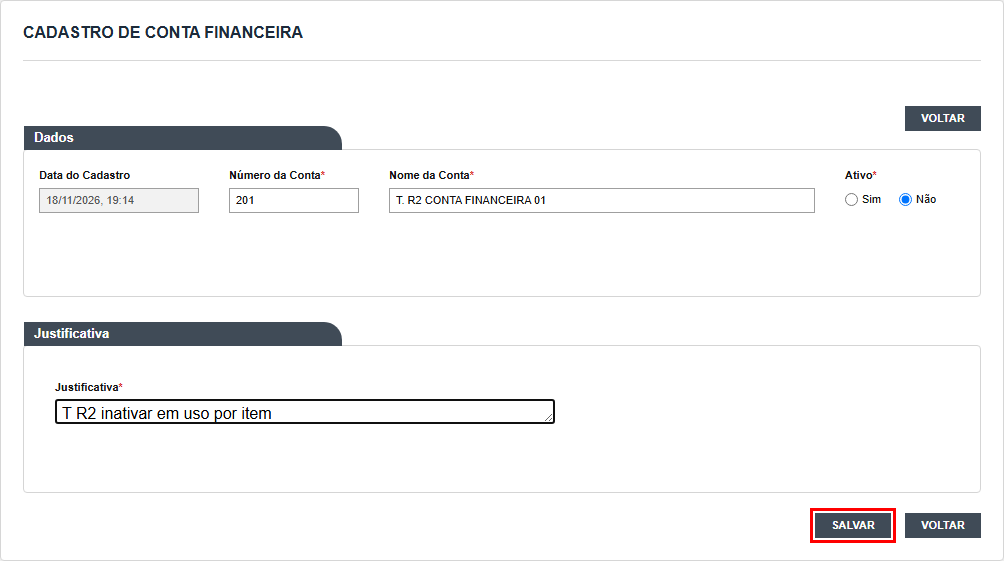 CADASTRO DE CONTA FINANCEIRA
VOLTAR
Dados
Data do Cadastro Número da Conta* Nome da Conta* Ativo*
18/11/2026, 19:14 201 T. R2 CONTA FINANCEIRA 01 Sim Não
Justificativa
Justificativa*
T R2 inativar em uso por item
SALVAR VOLTAR